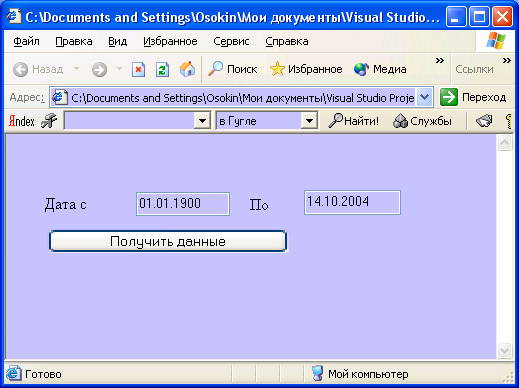 C:\Documents and Settings\Osokin\Мои документы\Visual Studio...
Файл Правка Вид Избранное Сервис Справка
Назад Поиск Избранное Медиа » Ссылки »
Адрес: C:\Documents and Settings\Osokin\Мои документы\Visual Studio Proje Переход
Яndex в Гугле Найти! Службы
Дата с 01.01.1900 По 14.10.2004
Получить данные
Готово Мой компьютер